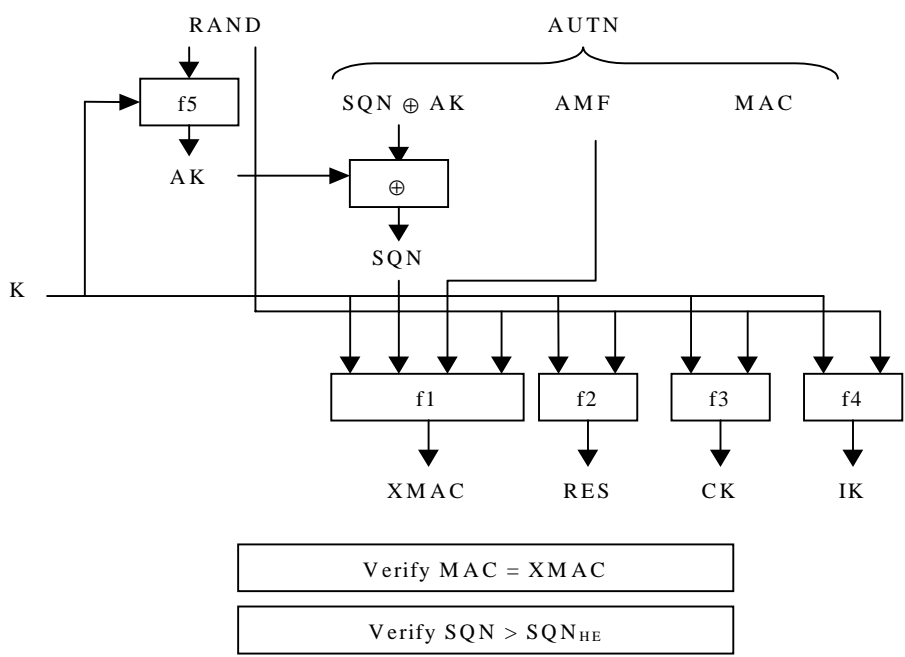 RAND
AUTN
f5
SQN ⊕ AK
AMF
MAC
AK
⊕
SQN
K
f1
f2
f3
f4
XMAC
RES
CK
IK
Verify MAC = XMAC
Verify SQN > SQNHE